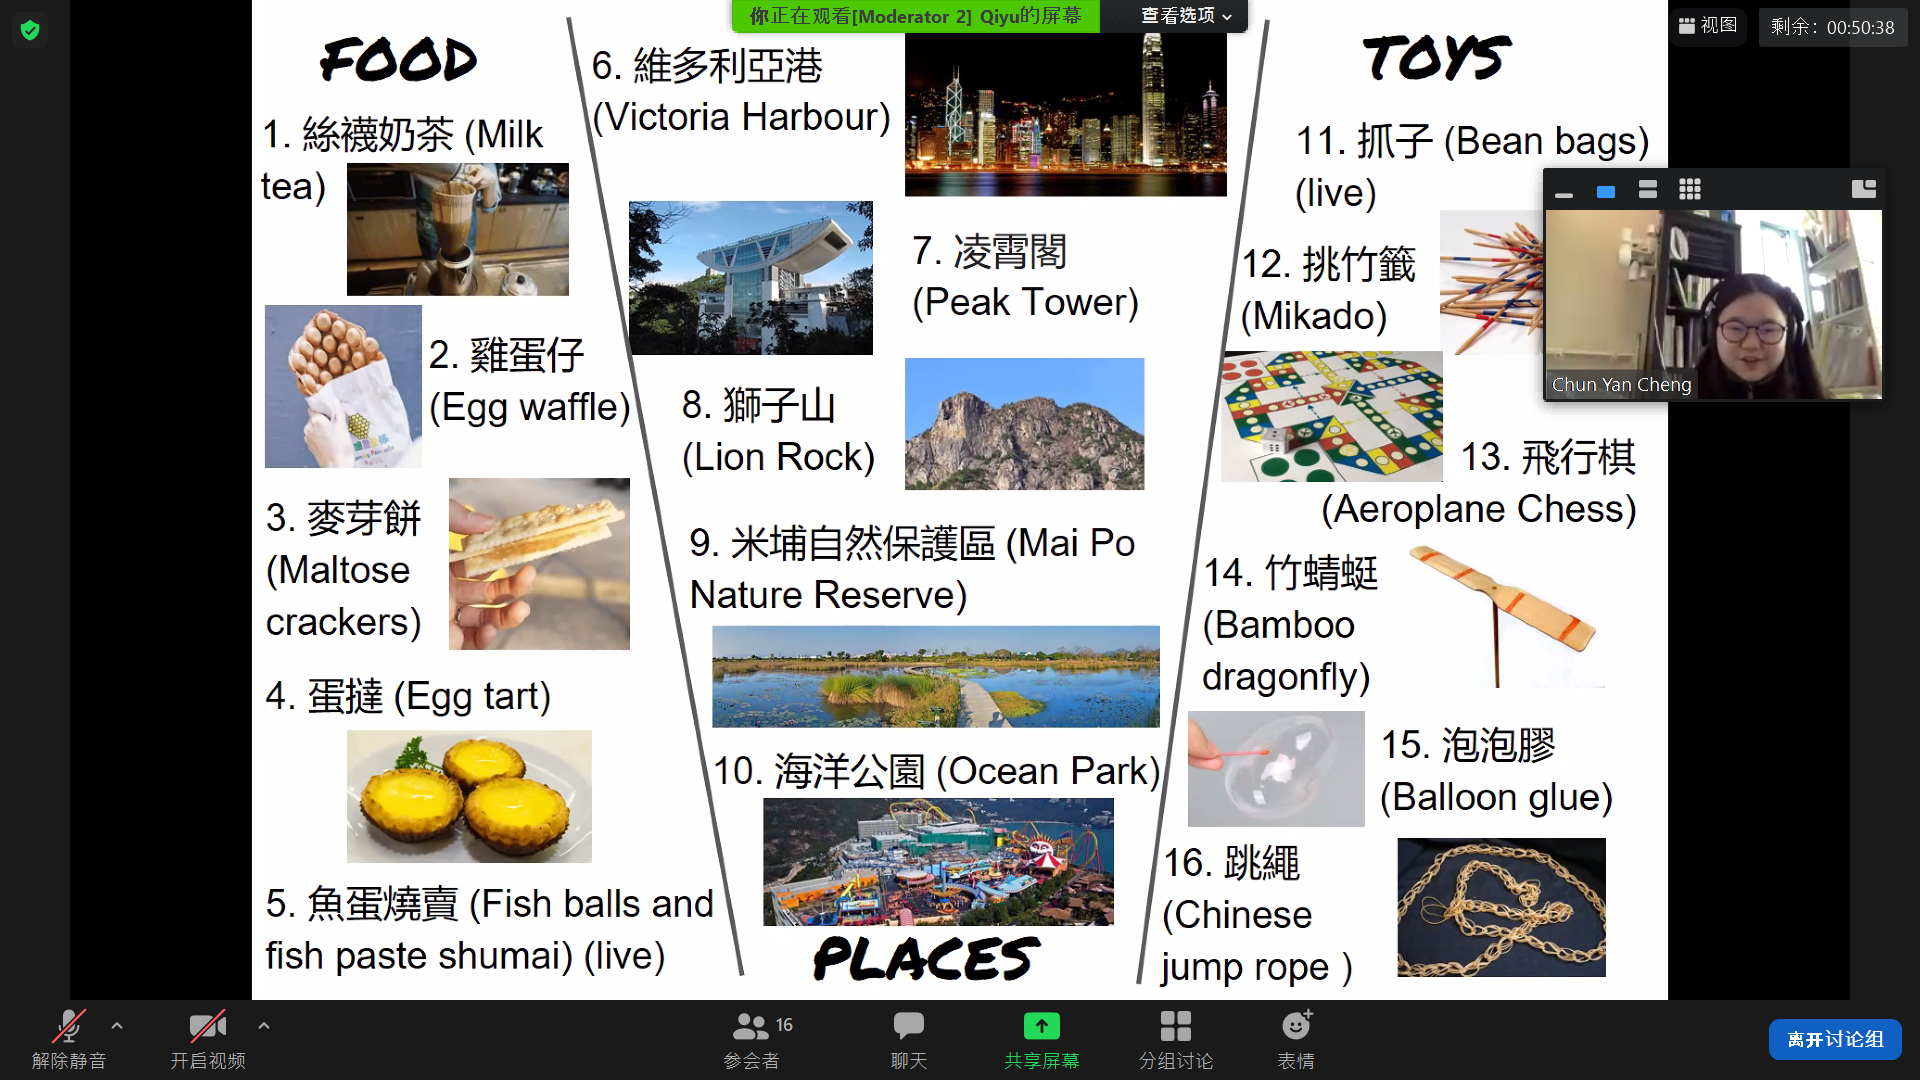 你正在观看[Moderator 2] Qiyu的屏幕
查看选项
视图
剩余：00:50:38
FOOD
1. 絲襪奶茶 (Milk
tea)
2. 雞蛋仔
(Egg waffle)
3. 麥芽餅
(Maltose
crackers)
4. 蛋撻 (Egg tart)
5. 魚蛋燒賣 (Fish balls and
fish paste shumai) (live)
6. 維多利亞港
(Victoria Harbour)
7. 凌霄閣
(Peak Tower)
8. 獅子山
(Lion Rock)
9. 米埔自然保護區 (Mai Po
Nature Reserve)
10. 海洋公園 (Ocean Park)
PLACES
TOYS
11. 抓子 (Bean bags)
(live)
12. 挑竹籤
(Mikado)
13. 飛行棋
(Aeroplane Chess)
14. 竹蜻蜓
(Bamboo
dragonfly)
15. 泡泡膠
(Balloon glue)
16. 跳繩
(Chinese
jump rope )
Chun Yan Cheng
解除静音
开启视频
16
参会者
聊天
共享屏幕
分组讨论
表情
离开讨论组